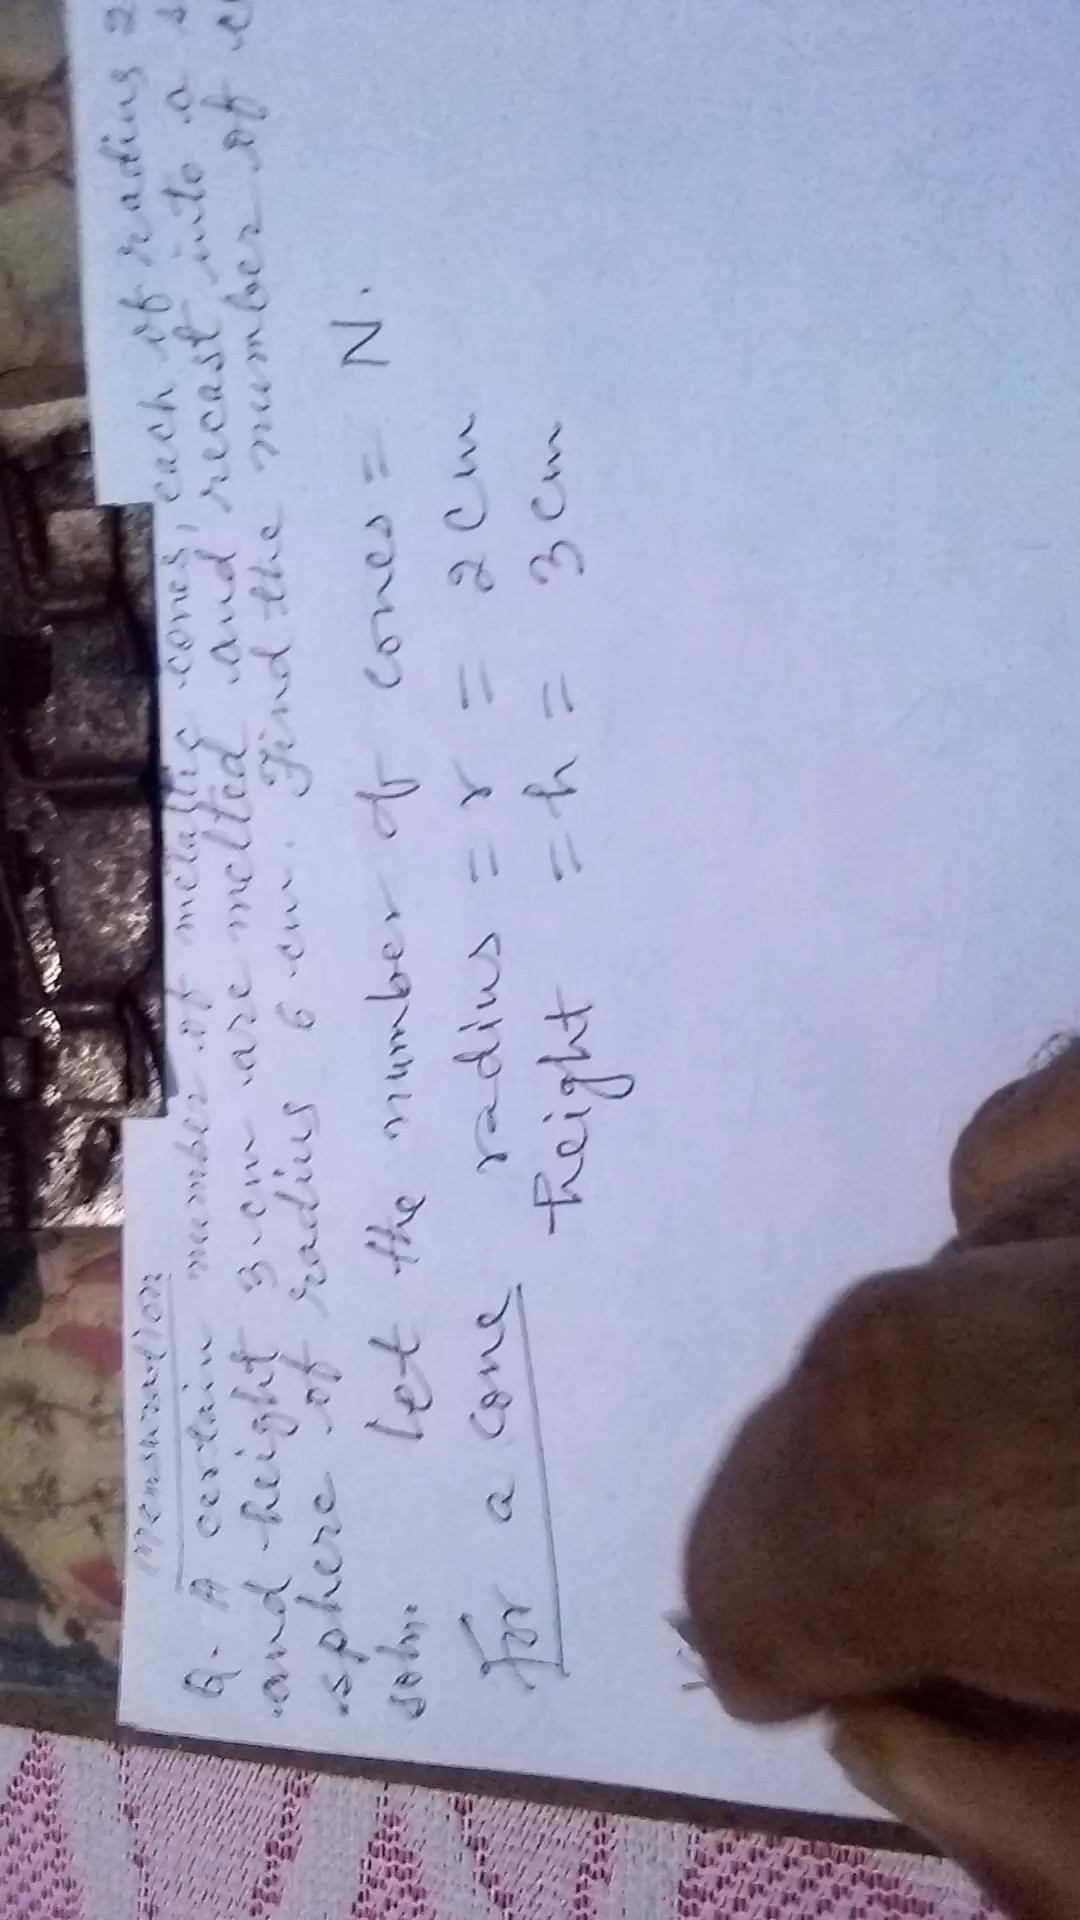 Mensuration
Q. A certain number of metallic cones, each of radius 2
and height 3 cm are melted and recast into a s
sphere of radius 6 cm. Find the number of c
soln. Let the number of cones = N.
For a cone radius = r = 2 cm
height = h = 3 cm